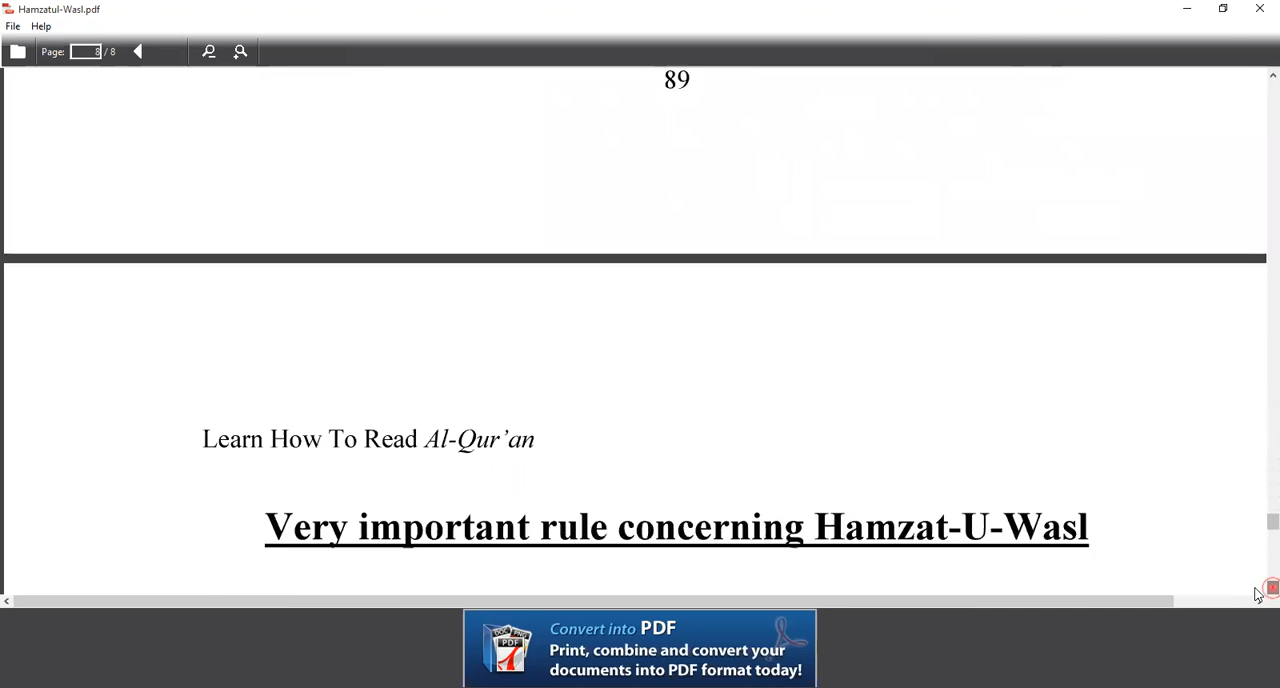 Hamzatul-Wasl.pdf
File Help
Page: 8 / 8
89
Learn How To Read Al-Qur’an
Very important rule concerning Hamzat-U-Wasl
Convert into PDF
Print, combine and convert your
documents into PDF format today!